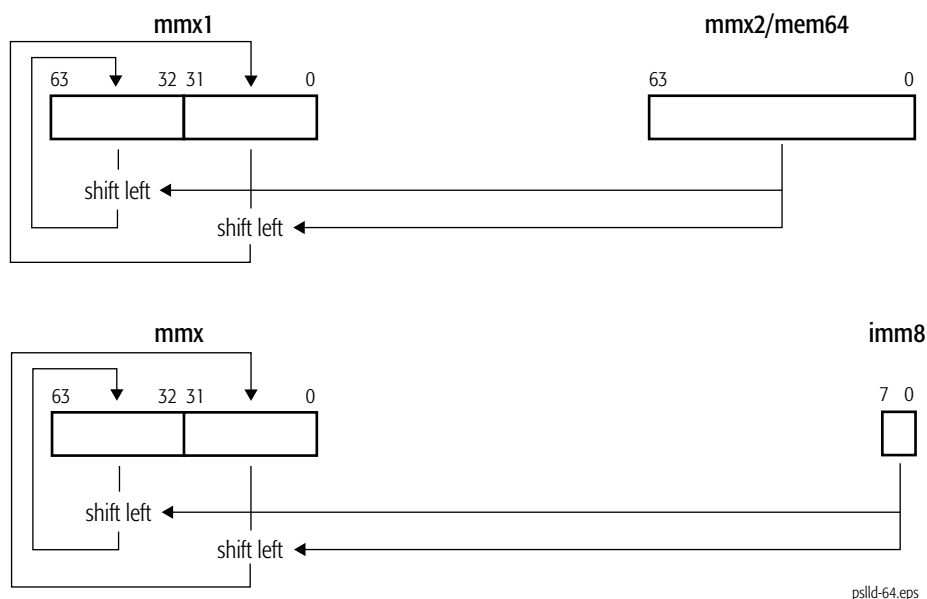 mmx1 mmx2/mem64
63 32 31 0 63 0
shift left
shift left
mmx imm8
63 32 31 0 7 0
shift left
shift left
pslld-64.eps